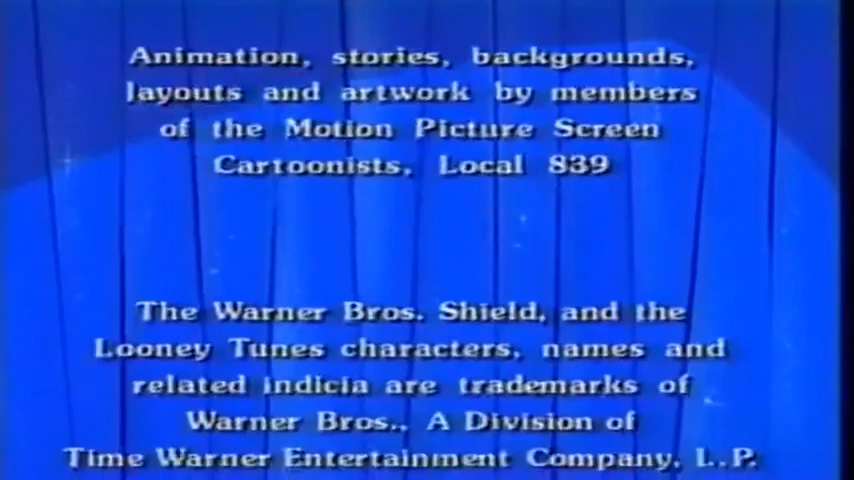 Animation, stories, backgrounds,
layouts and artwork by members
of the Motion Picture Screen
Cartoonists, Local 839
The Warner Bros. Shield, and the
Looney Tunes characters, names and
related indicia are trademarks of
Warner Bros., A Division of
Time Warner Entertainment Company, L.P.